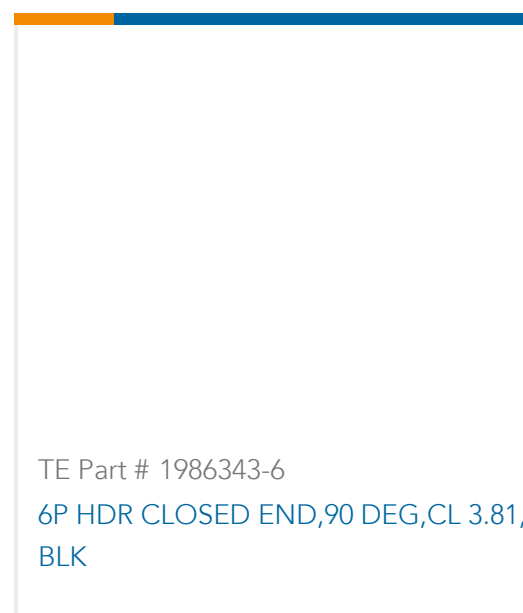 TE Part # 1986343-6
6P HDR CLOSED END,90 DEG,CL 3.81,
BLK